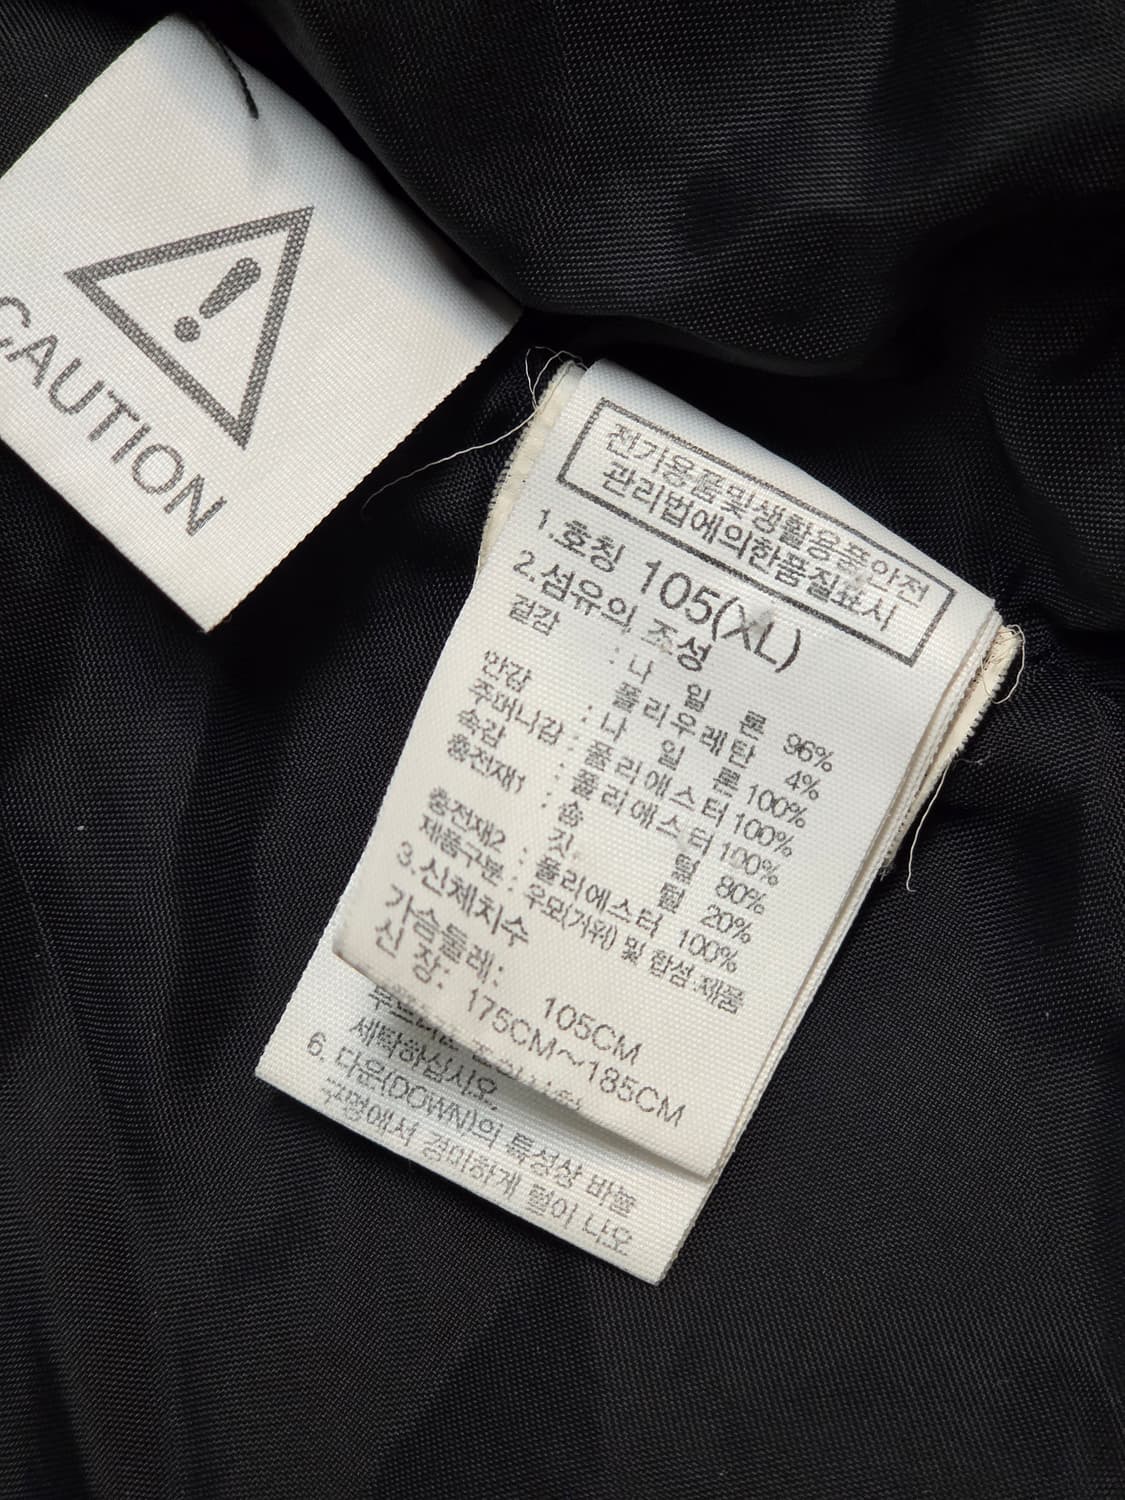 CAUTION
전기용품및생활용품안전
관리법에의한품질표시
1.호칭 105(XL)
2.섬유의 조성
겉감 : 나 일 론 96%
폴리우레탄 4%
안감 : 나 일 론 100%
주머니감 : 폴리에스터 100%
속감 : 폴리에스터 100%
충전재1 : 솜 털 80%
깃 털 20%
충전재2 : 폴리에스터 100%
제품구분 : 우모(거위) 및 합성 제품
3.신체치수
가슴둘레: 105CM
신 장: 175CM~185CM
세탁하십시오.
6. 다운(DOWN)의 특성상 바늘
구멍에서 경미하게 털이 나오